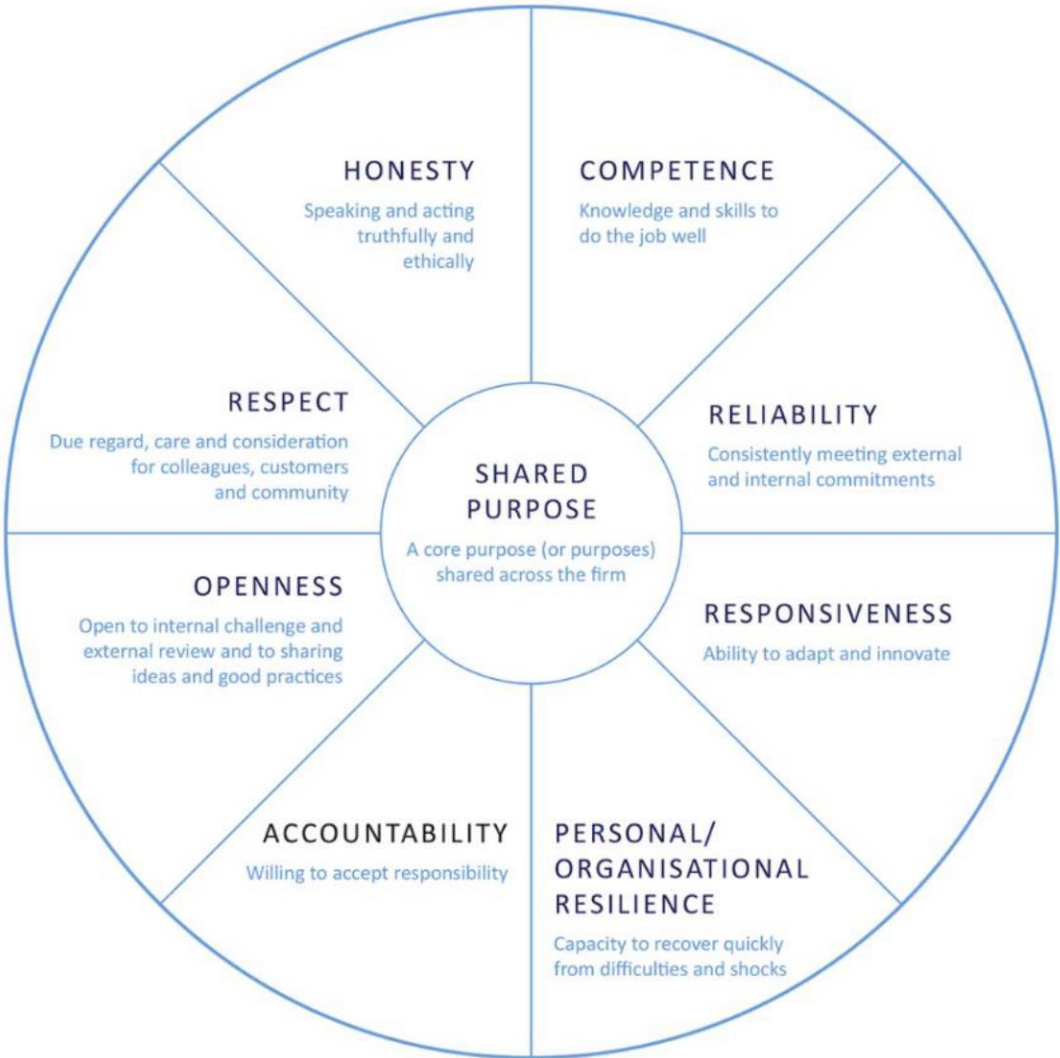 HONESTY
Speaking and acting
truthfully and
ethically
COMPETENCE
Knowledge and skills to
do the job well
RESPECT
Due regard, care and consideration
for colleagues, customers
and community
RELIABILITY
Consistently meeting external
and internal commitments
SHARED
PURPOSE
A core purpose (or purposes)
shared across the firm
OPENNESS
Open to internal challenge and
external review and to sharing
ideas and good practices
RESPONSIVENESS
Ability to adapt and innovate
ACCOUNTABILITY
Willing to accept responsibility
PERSONAL/
ORGANISATIONAL
RESILIENCE
Capacity to recover quickly
from difficulties and shocks